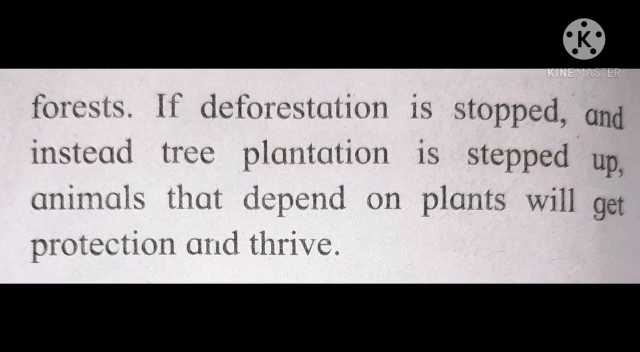 K
KINEMASTER
forests. If deforestation is stopped, and
instead tree plantation is stepped up,
animals that depend on plants will get
protection and thrive.